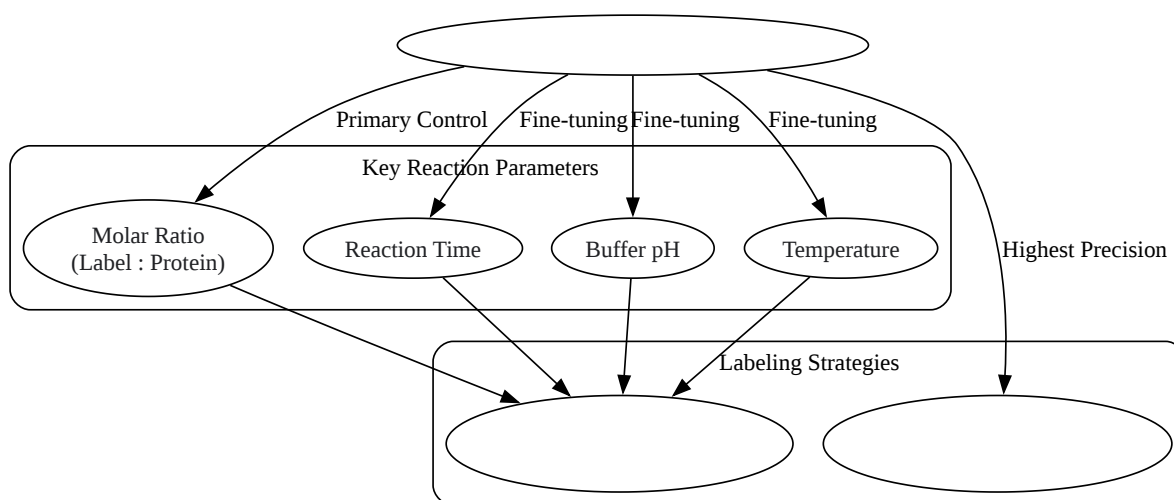 Primary Control
Fine-tuning
Fine-tuning
Fine-tuning
Key Reaction Parameters
Molar Ratio
(Label : Protein)
Reaction Time
Buffer pH
Temperature
Highest Precision
Labeling Strategies